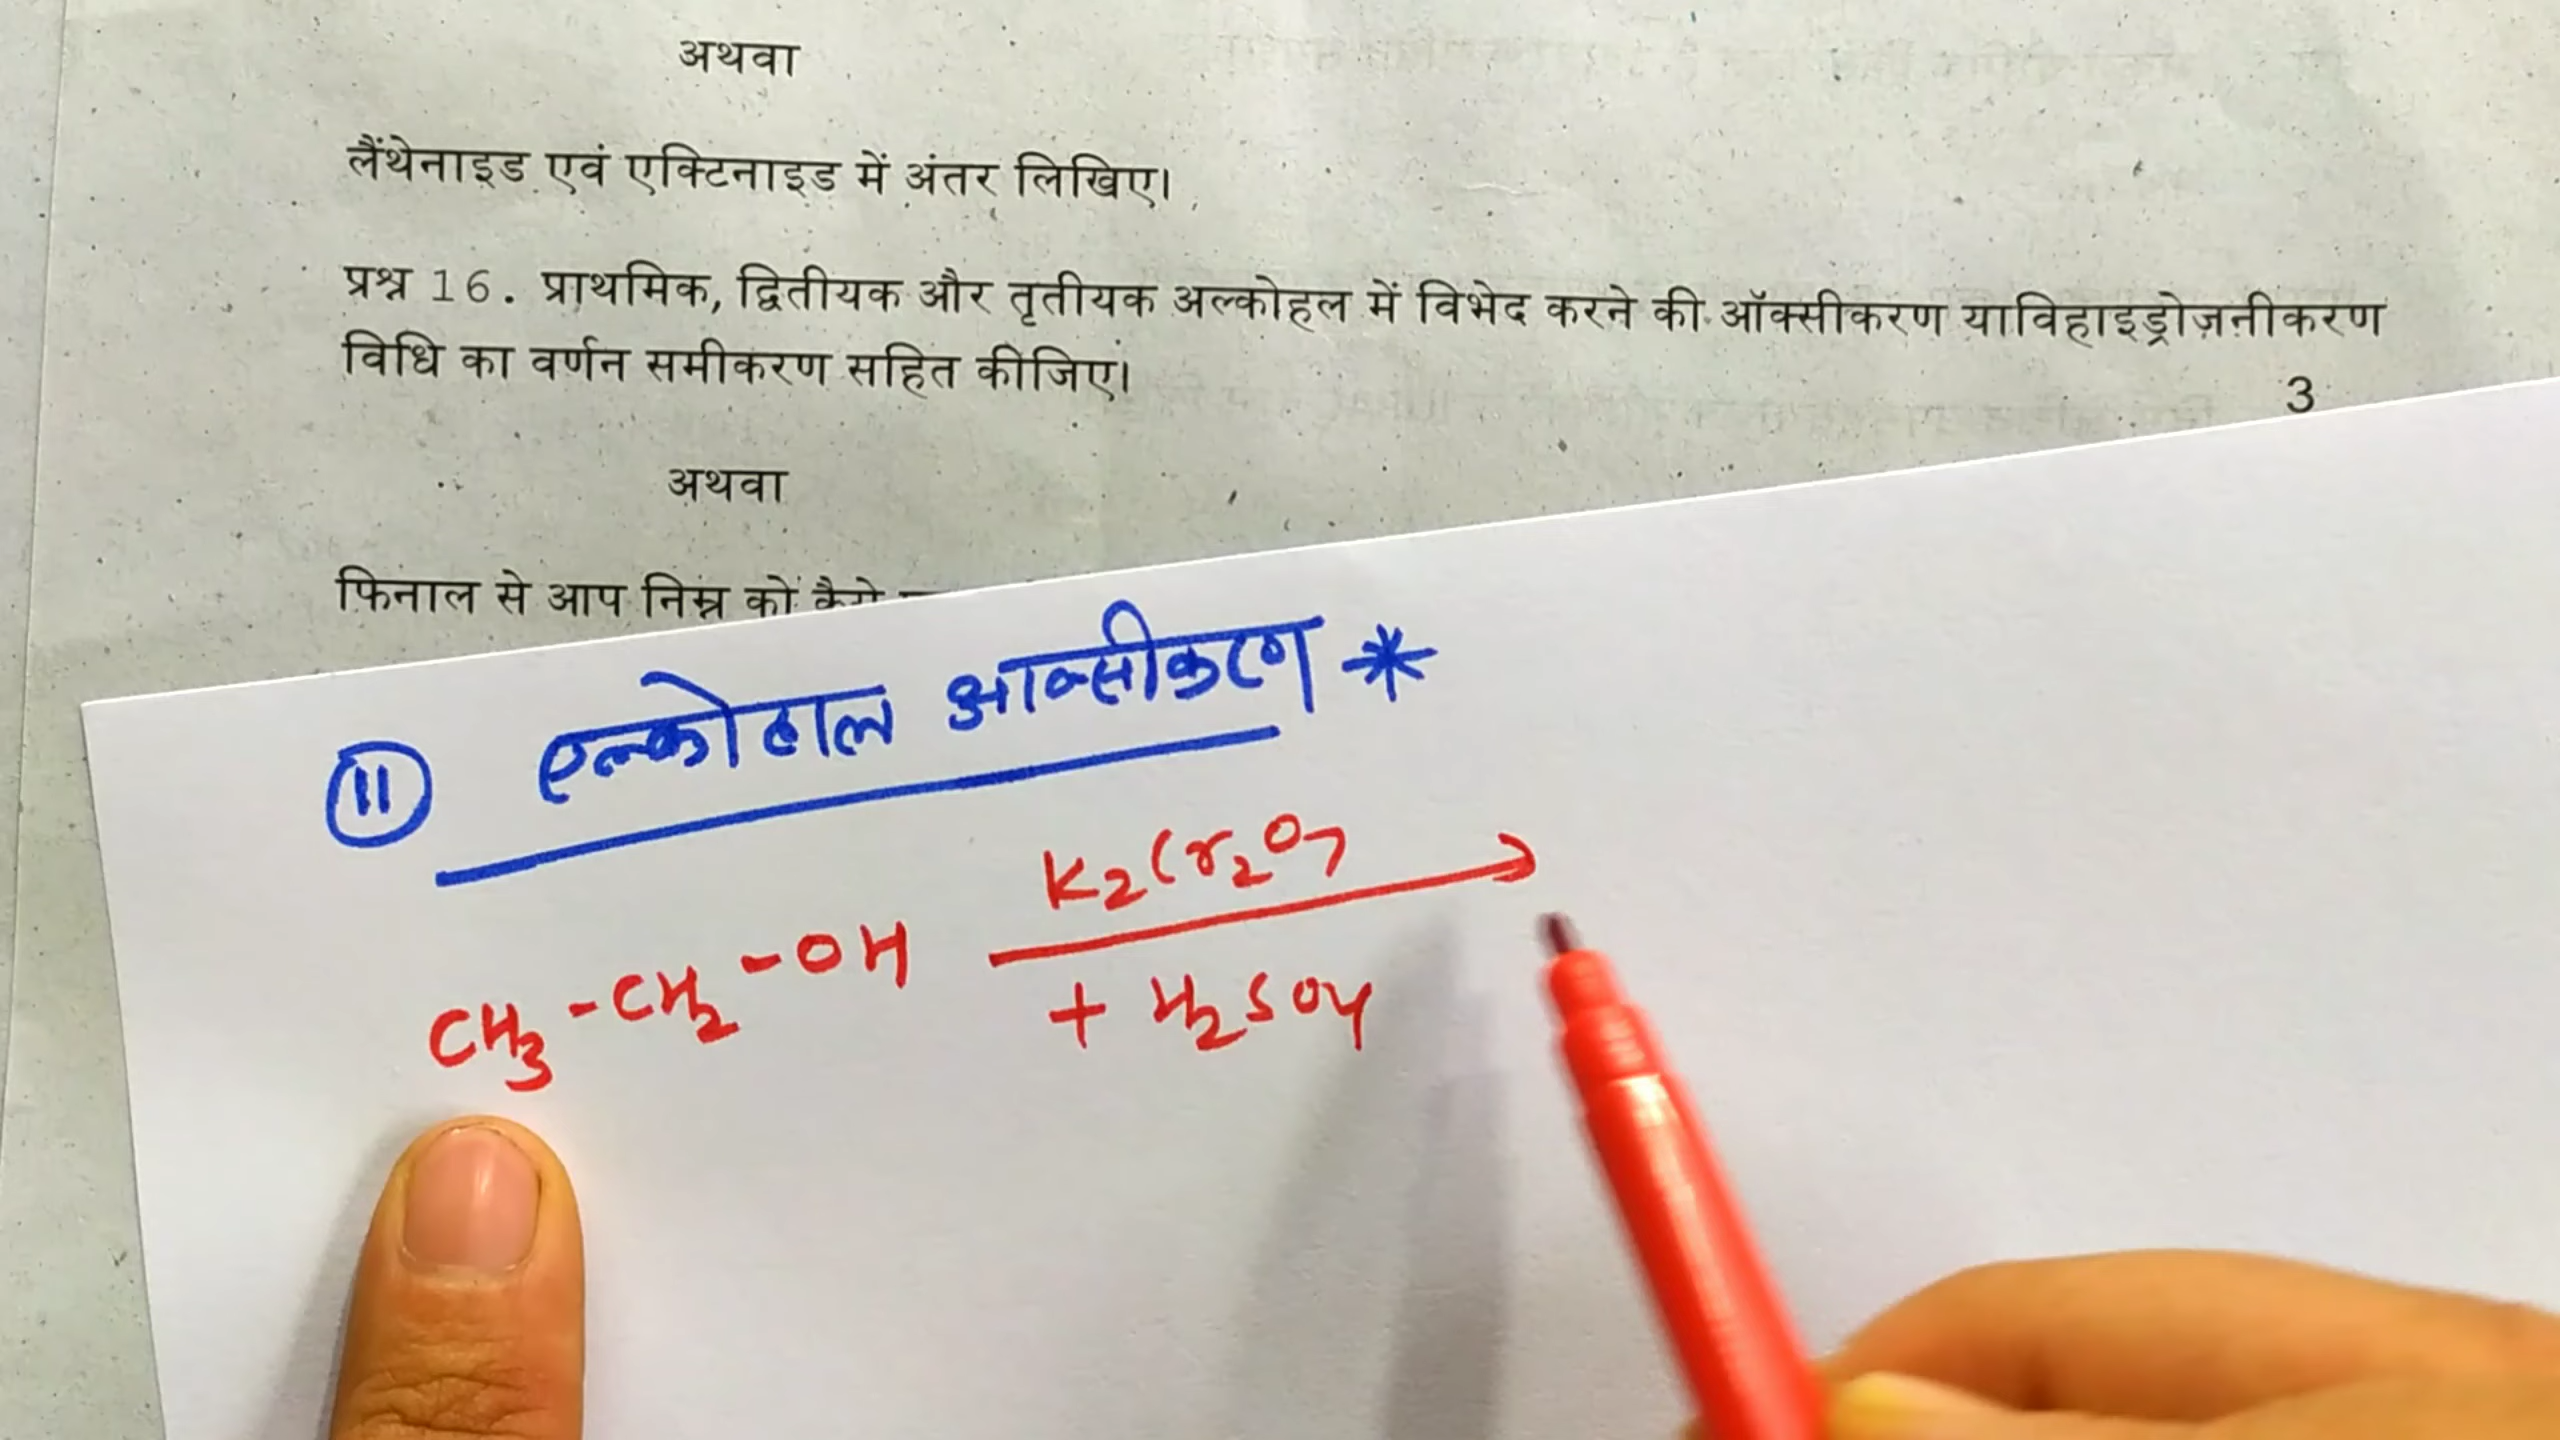 अथवा
लैंथेनाइड एवं एक्टिनाइड में अंतर लिखिए।
प्रश्न 16. प्राथमिक, द्वितीयक और तृतीयक अल्कोहल में विभेद करने की ऑक्सीकरण याविहाइड्रोज़नीकरण
विधि का वर्णन समीकरण सहित कीजिए।
3
अथवा
फिनाल से आप निम्न को कैसे
11 एल्कोहाल आक्सीकरण *
K2Cr2O7
CH3-CH2-OH →
+ H2SO4